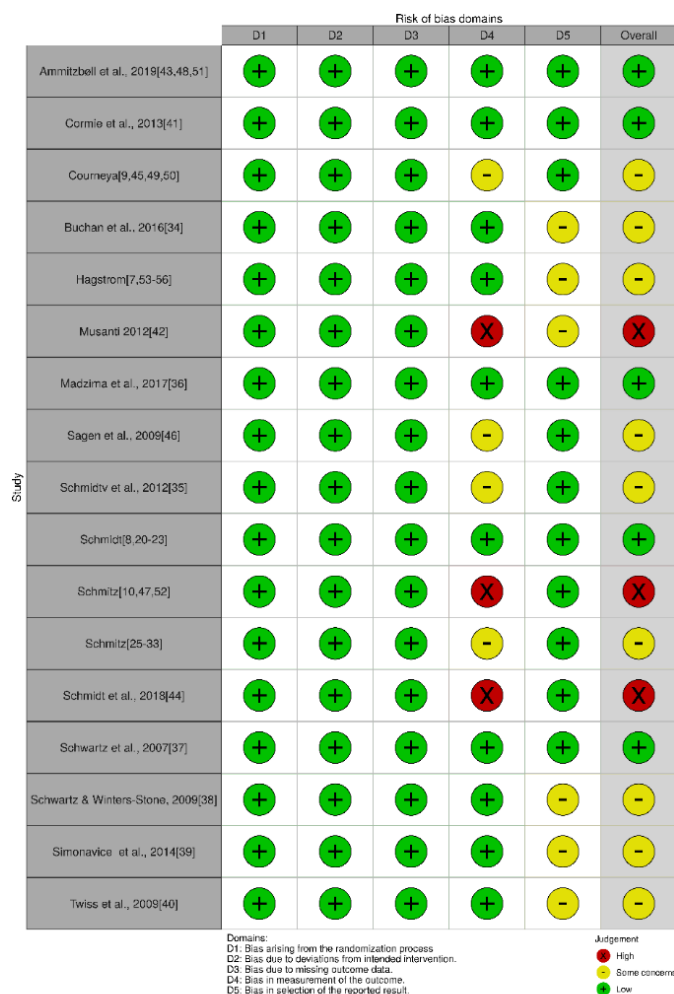 Risk of bias domains
D1 D2 D3 D4 D5 Overall
Study
Ammitzbøll et al., 2019[43,48,51] + + + + + +
Cormie et al., 2013[41] + + + + + +
Courneya[9,45,49,50] + + + - + -
Buchan et al., 2016[34] + + + + - -
Hagstrom[7,53-56] + + + + - -
Musanti 2012[42] + + + X - X
Madzima et al., 2017[36] + + + + + +
Sagen et al., 2009[46] + + + - + -
Schmidtv et al., 2012[35] + + + - + -
Schmidt[8,20-23] + + + + + +
Schmitz[10,47,52] + + + X + X
Schmitz[25-33] + + + - + -
Schmidt et al., 2018[44] + + + X + X
Schwartz et al., 2007[37] + + + + + +
Schwartz & Winters-Stone, 2009[38] + + + + - -
Simonavice et al., 2014[39] + + + + - -
Twiss et al., 2009[40] + + + + - -
Domains:
D1: Bias arising from the randomization process
D2: Bias due to deviations from intended intervention.
D3: Bias due to missing outcome data.
D4: Bias in measurement of the outcome.
D5: Bias in selection of the reported result.
Judgement
X High
- Some concerns
+ Low